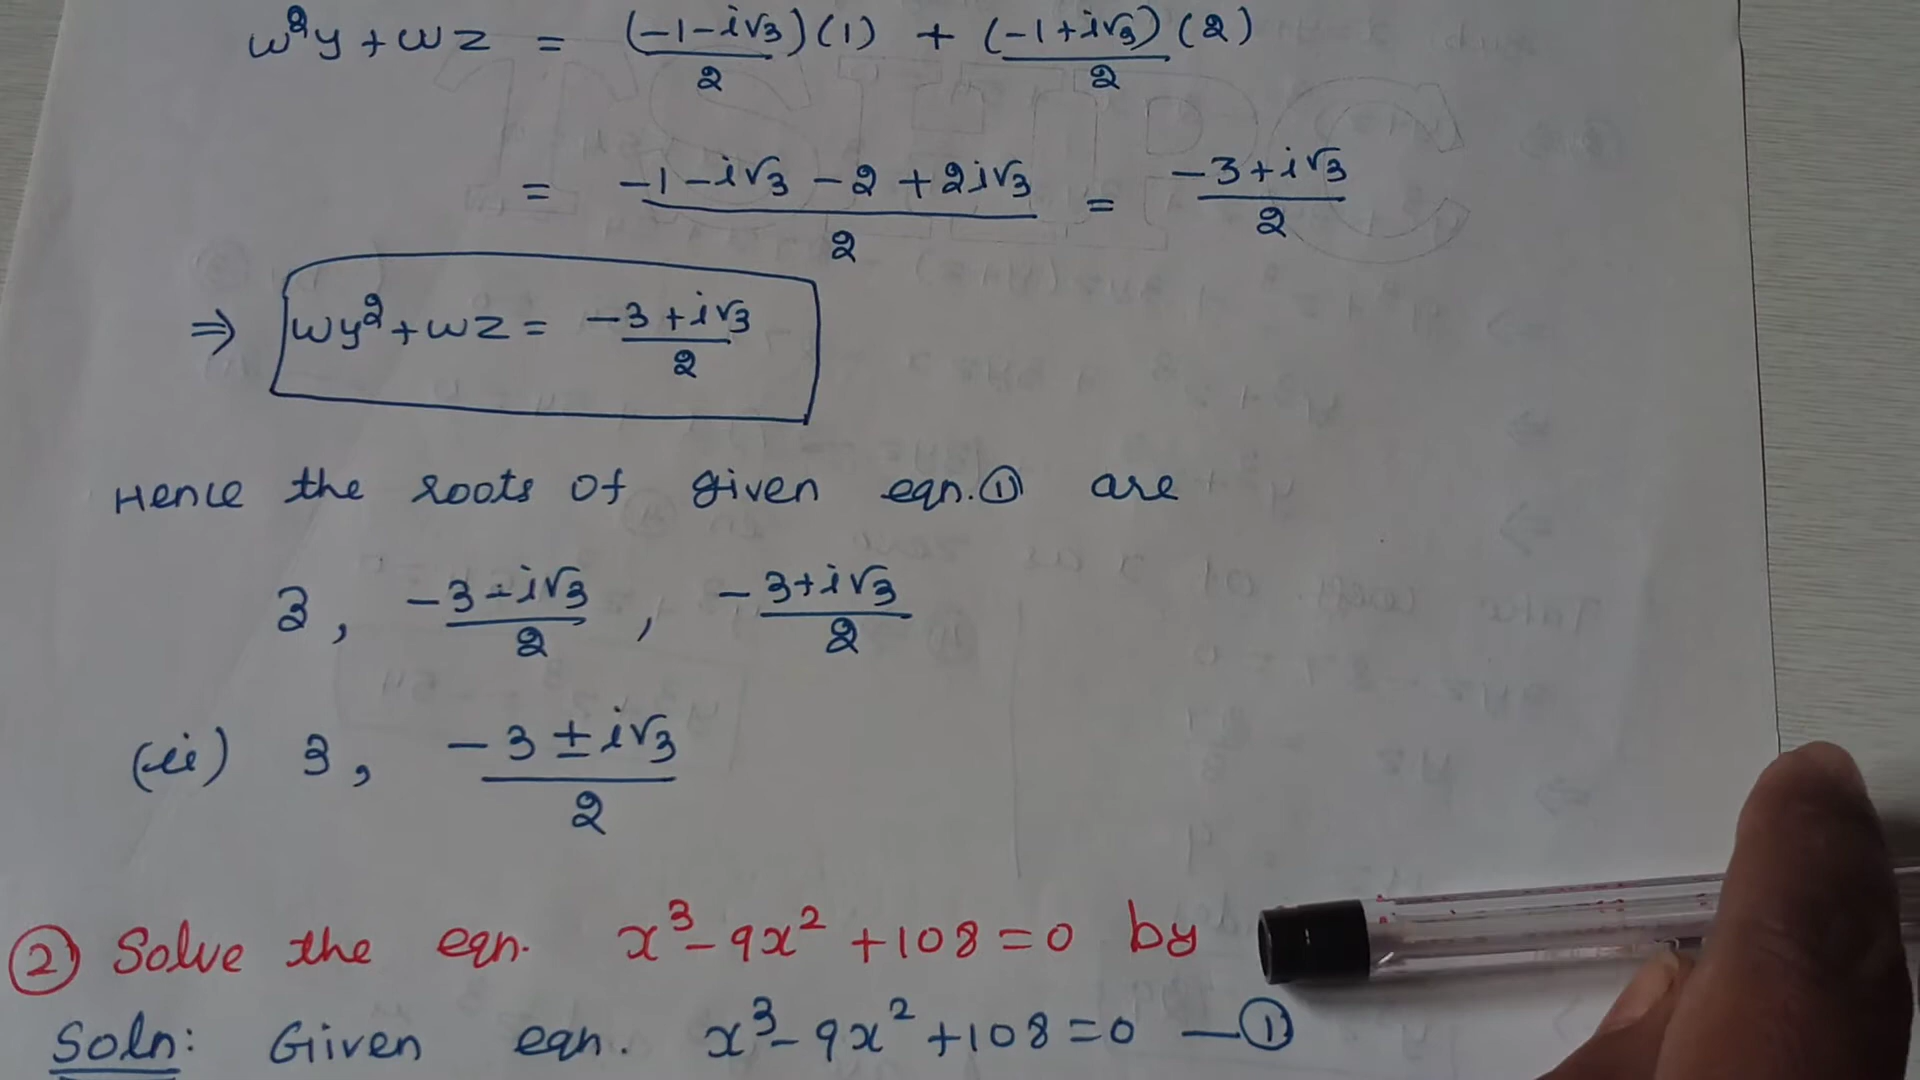 ω²y + ωz = (-1-i√3)/2 (1) + (-1+i√3)/2 (2)
= (-1-i√3-2+2i√3)/2 = (-3+i√3)/2
⇒ ωy²+ωz = (-3+i√3)/2
Hence the roots of given eqn.① are
3, (-3-i√3)/2, (-3+i√3)/2
(ii) 3, (-3±i√3)/2
② Solve the eqn. x³-9x²+108=0 by
Soln: Given eqn. x³-9x²+108=0 —①